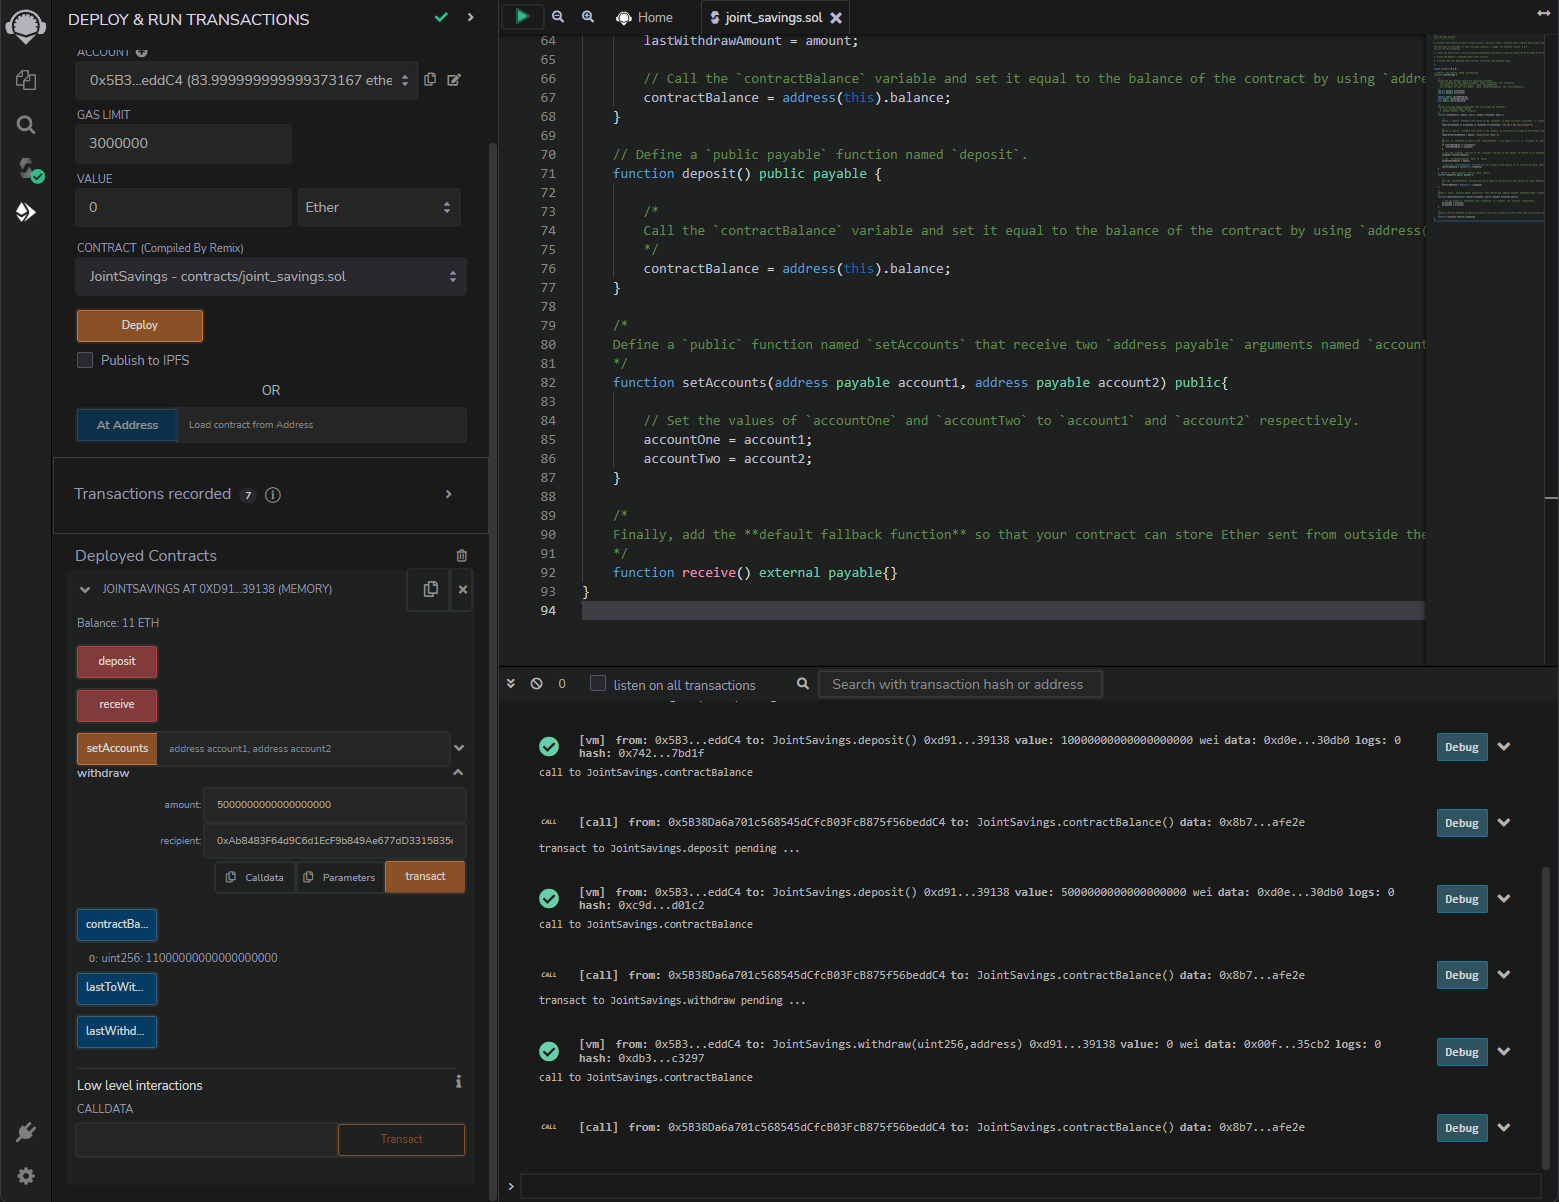 DEPLOY & RUN TRANSACTIONS
ACCOUNT
0x5B3...eddC4 (83.999999999999373167 ethe
GAS LIMIT
3000000
VALUE
0
Ether
CONTRACT (Compiled By Remix)
JointSavings - contracts/joint_savings.sol
Deploy
Publish to IPFS
OR
At Address
Load contract from Address
Transactions recorded 7 i
Deployed Contracts
JOINTSAVINGS AT 0XD91...39138 (MEMORY)
Balance: 11 ETH
deposit
receive
setAccounts
address account1, address account2
withdraw
amount:
5000000000000000000
recipient:
0xAb8483F64d9C6d1EcF9b849Ae677dD3315835
Calldata
Parameters
transact
contractBa...
0: uint256: 11000000000000000000
lastToWit...
lastWithd...
Low level interactions
i
CALLDATA
Transact
Home
joint_savings.sol
64 lastWithdrawAmount = amount;
65
66 // Call the `contractBalance` variable and set it equal to the balance of the contract by using `addre
67 contractBalance = address(this).balance;
68 }
69
70 // Define a `public payable` function named `deposit`.
71 function deposit() public payable {
72
73 /*
74 Call the `contractBalance` variable and set it equal to the balance of the contract by using `address(
75 */
76 contractBalance = address(this).balance;
77 }
78
79 /*
80 Define a `public` function named `setAccounts` that receive two `address payable` arguments named `account
81 */
82 function setAccounts(address payable account1, address payable account2) public{
83
84 // Set the values of `accountOne` and `accountTwo` to `account1` and `account2` respectively.
85 accountOne = account1;
86 accountTwo = account2;
87 }
88
89 /*
90 Finally, add the **default fallback function** so that your contract can store Ether sent from outside the
91 */
92 function receive() external payable{}
93 }
94
0
listen on all transactions
Search with transaction hash or address
[vm] from: 0x5B3...eddC4 to: JointSavings.deposit() 0xd91...39138 value: 10000000000000000000 wei data: 0xd0e...30db0 logs: 0
hash: 0x742...7bd1f
Debug
call to JointSavings.contractBalance
CALL [call] from: 0x5B38Da6a701c568545dCfcB03FcB875f56beddC4 to: JointSavings.contractBalance() data: 0x8b7...afe2e
Debug
transact to JointSavings.deposit pending ...
[vm] from: 0x5B3...eddC4 to: JointSavings.deposit() 0xd91...39138 value: 5000000000000000000 wei data: 0xd0e...30db0 logs: 0
hash: 0xc9d...d01c2
Debug
call to JointSavings.contractBalance
CALL [call] from: 0x5B38Da6a701c568545dCfcB03FcB875f56beddC4 to: JointSavings.contractBalance() data: 0x8b7...afe2e
Debug
transact to JointSavings.withdraw pending ...
[vm] from: 0x5B3...eddC4 to: JointSavings.withdraw(uint256,address) 0xd91...39138 value: 0 wei data: 0x00f...35cb2 logs: 0
hash: 0xdb3...c3297
Debug
call to JointSavings.contractBalance
CALL [call] from: 0x5B38Da6a701c568545dCfcB03FcB875f56beddC4 to: JointSavings.contractBalance() data: 0x8b7...afe2e
Debug
>